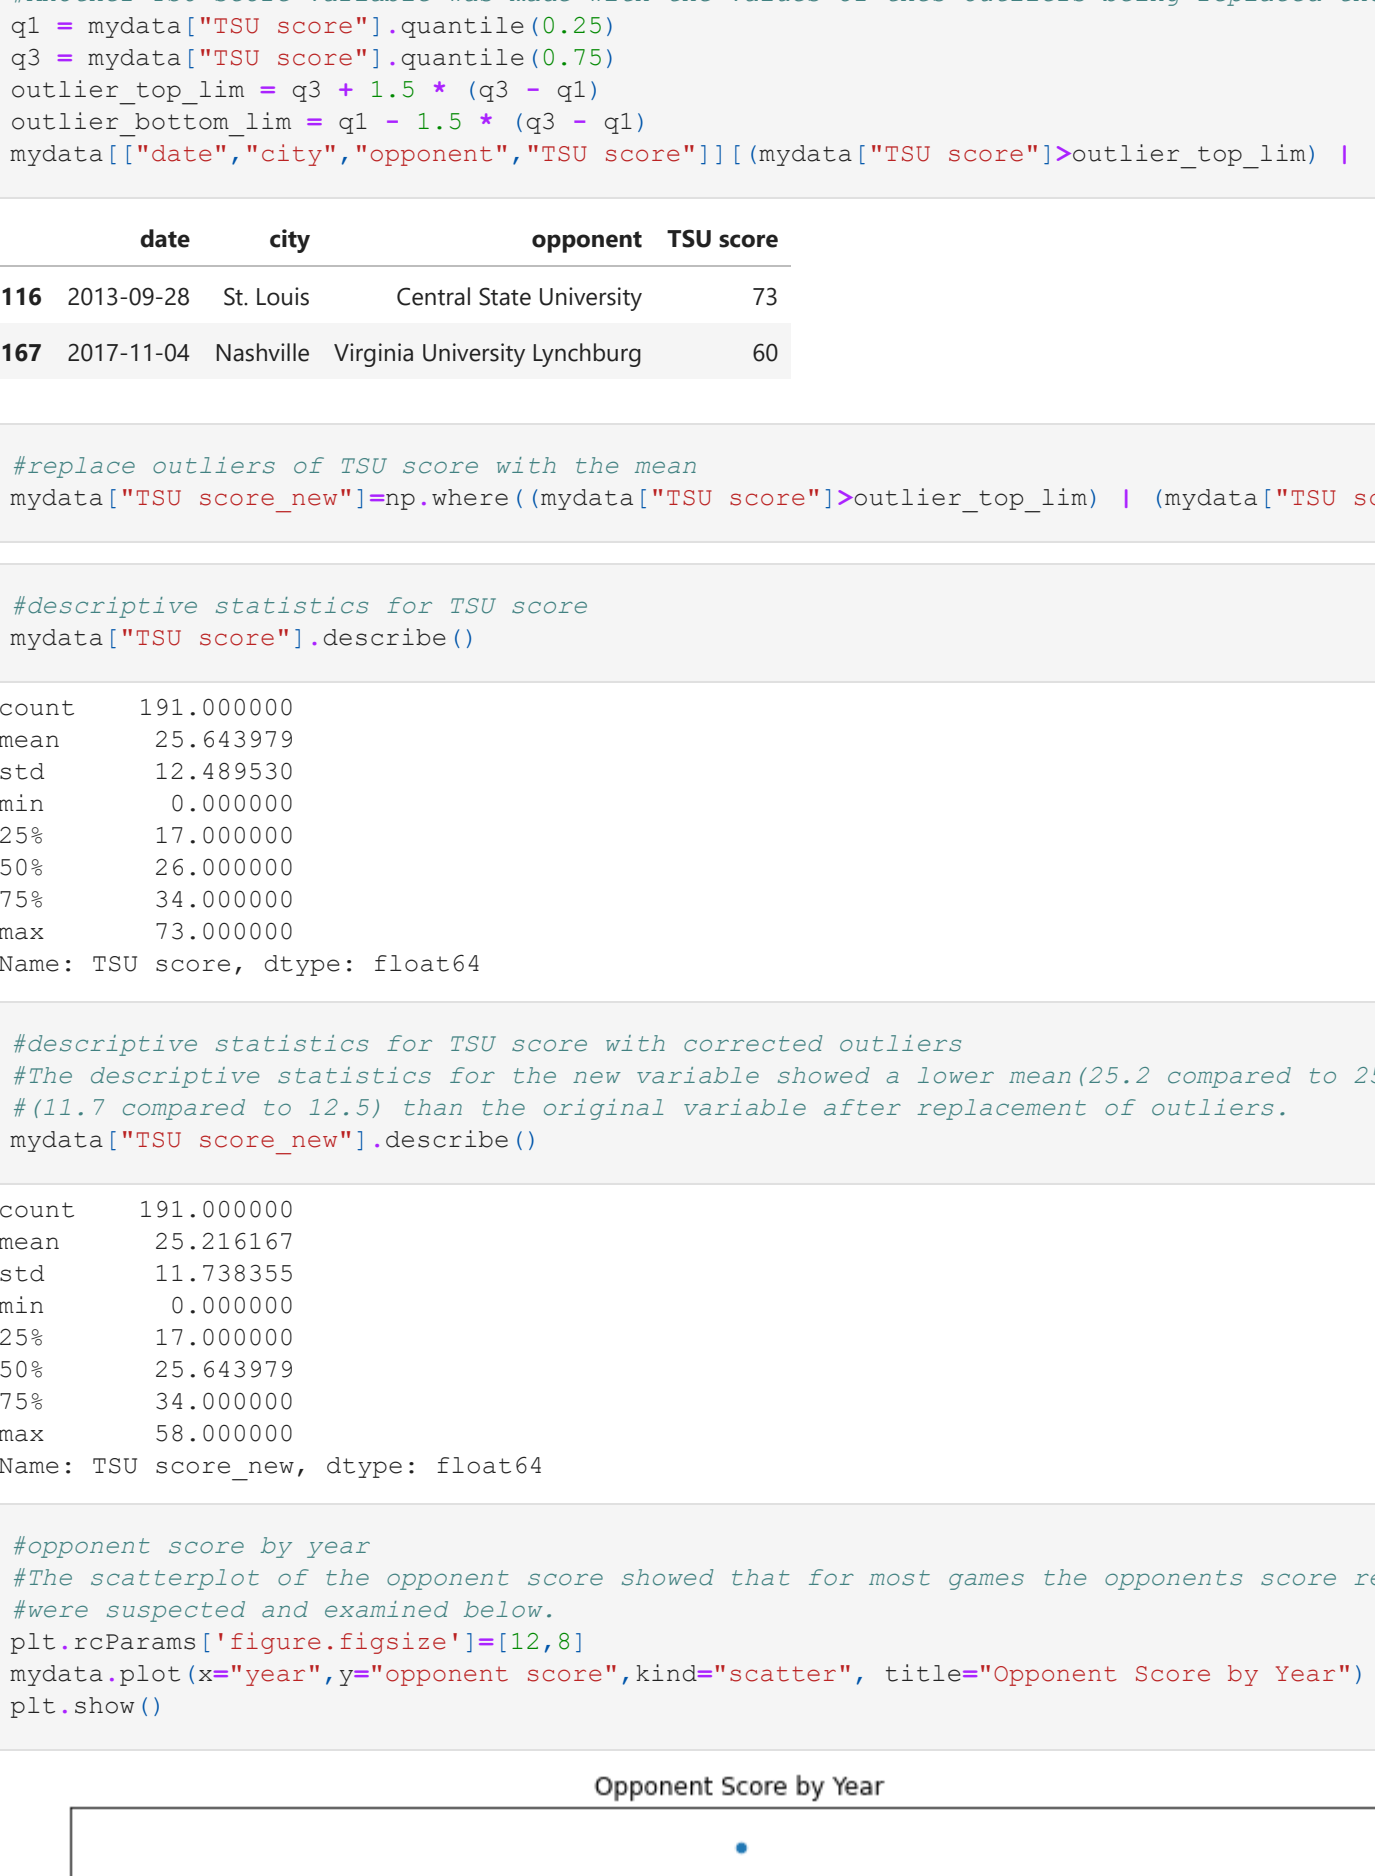 q1 = mydata["TSU score"].quantile(0.25)
q3 = mydata["TSU score"].quantile(0.75)
outlier_top_lim = q3 + 1.5 * (q3 - q1)
outlier_bottom_lim = q1 - 1.5 * (q3 - q1)
mydata[["date","city","opponent","TSU score"]][(mydata["TSU score"]>outlier_top_lim) |
date city opponent TSU score
116 2013-09-28 St. Louis Central State University 73
167 2017-11-04 Nashville Virginia University Lynchburg 60
#replace outliers of TSU score with the mean
mydata["TSU score_new"]=np.where((mydata["TSU score"]>outlier_top_lim) | (mydata["TSU
#descriptive statistics for TSU score
mydata["TSU score"].describe()
count 191.000000
mean 25.643979
std 12.489530
min 0.000000
25% 17.000000
50% 26.000000
75% 34.000000
max 73.000000
Name: TSU score, dtype: float64
#descriptive statistics for TSU score with corrected outliers
#The descriptive statistics for the new variable showed a lower mean(25.2 compared to
#(11.7 compared to 12.5) than the original variable after replacement of outliers.
mydata["TSU score_new"].describe()
count 191.000000
mean 25.216167
std 11.738355
min 0.000000
25% 17.000000
50% 25.643979
75% 34.000000
max 58.000000
Name: TSU score_new, dtype: float64
#opponent score by year
#The scatterplot of the opponent score showed that for most games the opponents score
#were suspected and examined below.
plt.rcParams['figure.figsize']=[12,8]
mydata.plot(x="year",y="opponent score",kind="scatter", title="Opponent Score by Year")
plt.show()
Opponent Score by Year